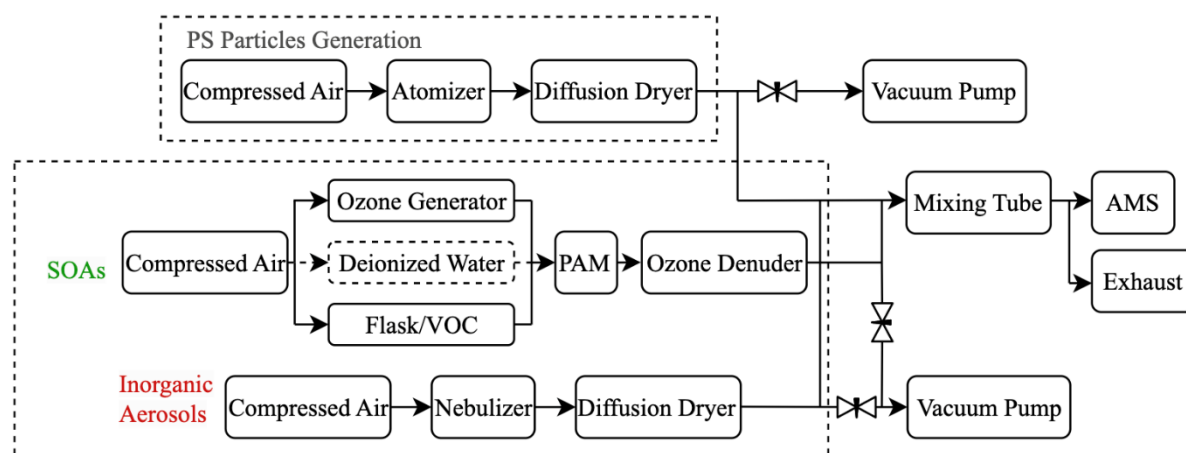 PS Particles Generation
Compressed Air
Atomizer
Diffusion Dryer
Vacuum Pump
Ozone Generator
Mixing Tube
AMS
SOAs
Compressed Air
Deionized Water
PAM
Ozone Denuder
Exhaust
Flask/VOC
Inorganic
Aerosols
Compressed Air
Nebulizer
Diffusion Dryer
Vacuum Pump